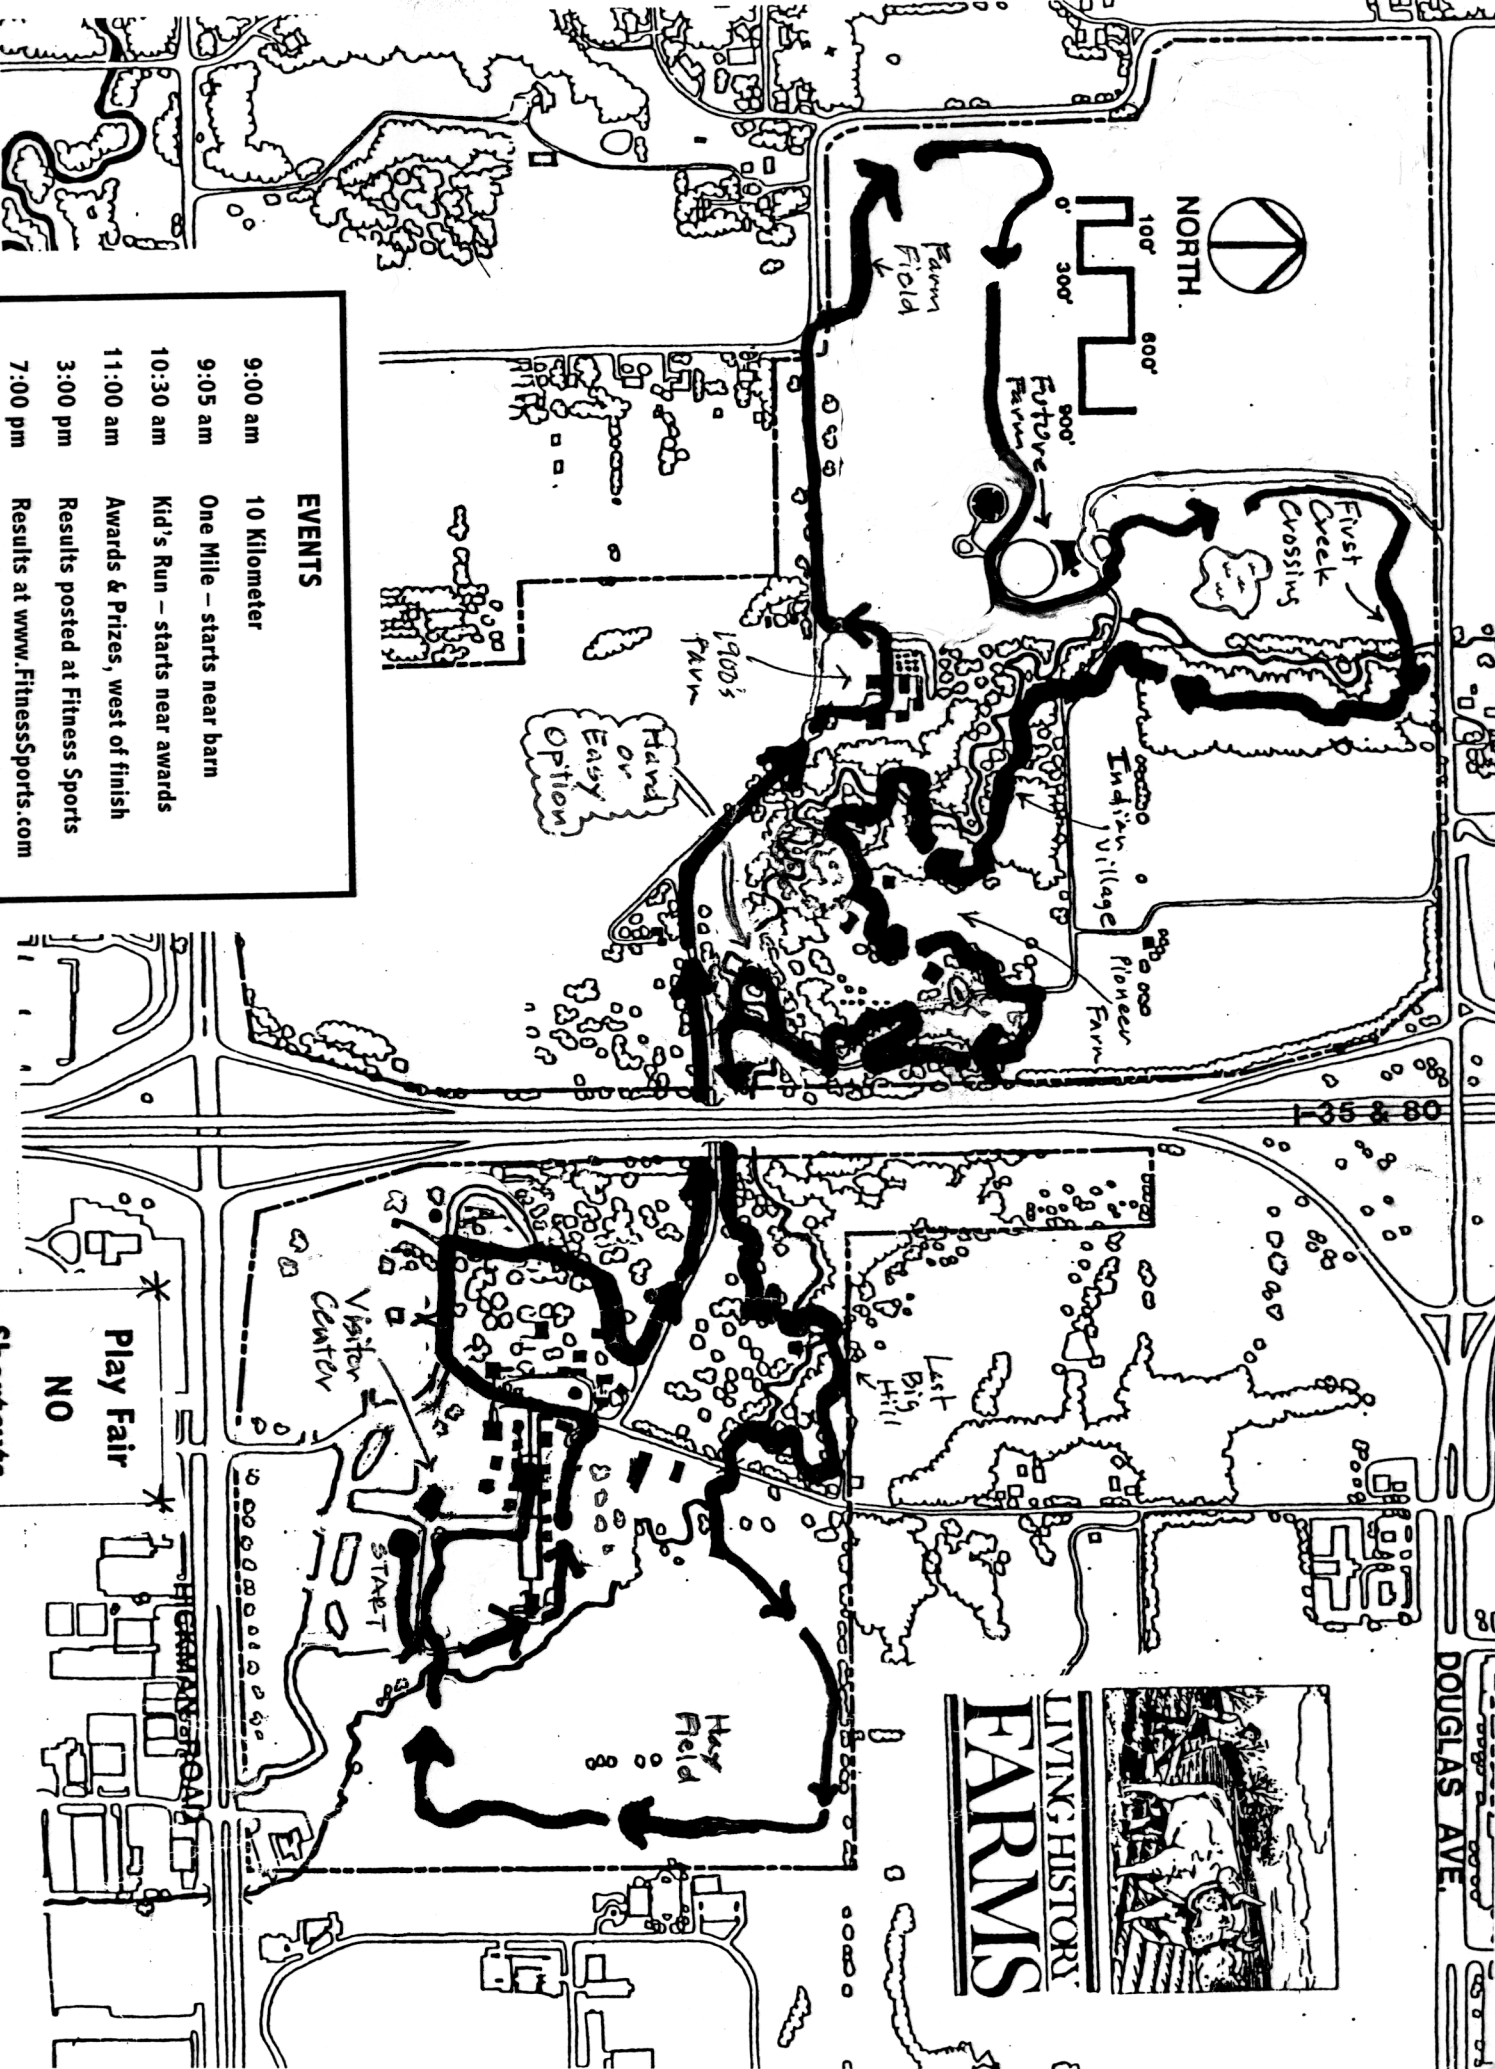 NORTH
0' 100' 300' 600' 900'
Farm
Field
Future
Farm
First
Creek
Crossing
1900's
Farm
Hard
or
Easy
Option
Indian Village
Pioneer
Farm
I-35 & 80
DOUGLAS AVE.
Last
Big
Hill
Visitor
Center
START
Hay
Field
HICKMAN ROAD
LIVING HISTORY
FARMS
EVENTS
9:00 am 10 Kilometer
9:05 am One Mile – starts near barn
10:30 am Kid's Run – starts near awards
11:00 am Awards & Prizes, west of finish
3:00 pm Results posted at Fitness Sports
7:00 pm Results at www.FitnessSports.com
Play Fair
NO